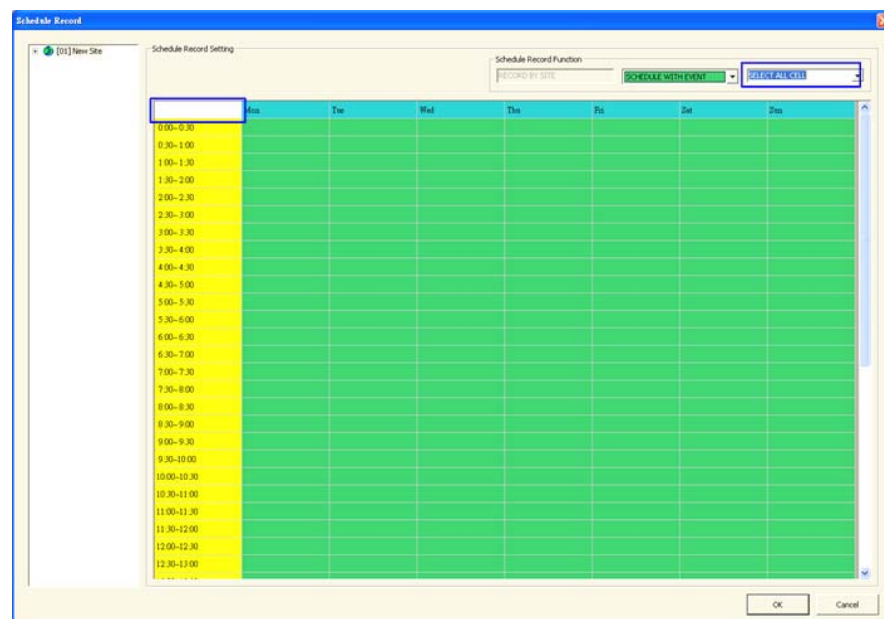 Schedule Record
[01] New Site
Schedule Record Setting
Schedule Record Function
RECORD BY SITE
SCHEDULE WITH EVENT
SELECT ALL CELL
Mon Tue Wed Thu Fri Sat Sun
0:00~ 0:30
0:30~ 1:00
1:00~ 1:30
1:30~ 2:00
2:00~ 2:30
2:30~ 3:00
3:00~ 3:30
3:30~ 4:00
4:00~ 4:30
4:30~ 5:00
5:00~ 5:30
5:30~ 6:00
6:00~ 6:30
6:30~ 7:00
7:00~ 7:30
7:30~ 8:00
8:00~ 8:30
8:30~ 9:00
9:00~ 9:30
9:30~10:00
10:00~10:30
10:30~11:00
11:00~11:30
11:30~12:00
12:00~12:30
12:30~13:00
OK Cancel